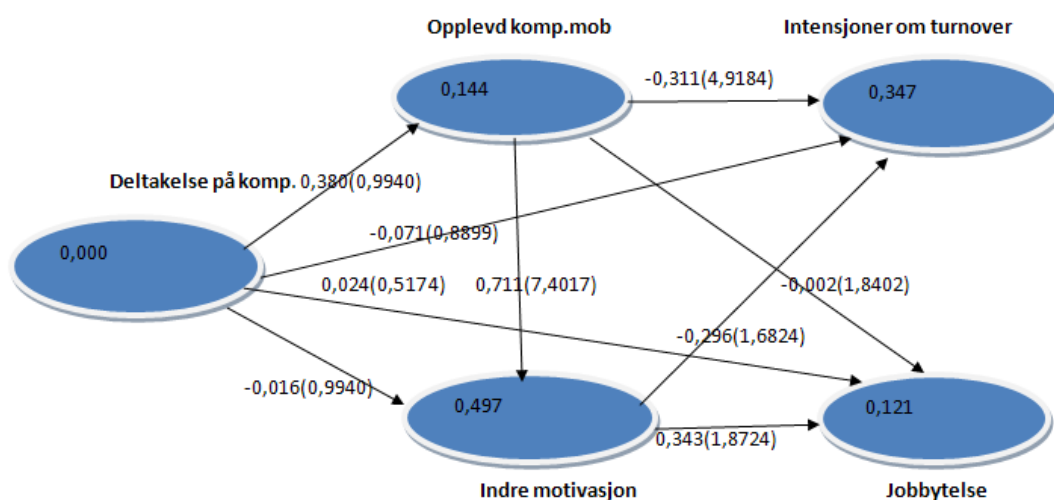 Opplevd komp.mob
Intensjoner om turnover
0,144
-0,311(4,9184)
0,347
Deltakelse på komp.
0,380(0,9940)
-0,071(0,8899)
0,000
0,024(0,5174)
0,711(7,4017)
-0,002(1,8402)
-0,296(1,6824)
-0,016(0,9940)
0,497
0,121
0,343(1,8724)
Indre motivasjon
Jobbytelse